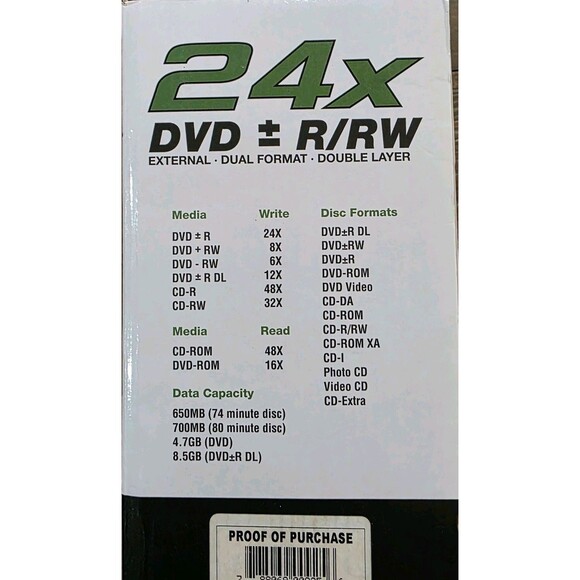 24x
DVD ± R/RW
EXTERNAL · DUAL FORMAT · DOUBLE LAYER
Media Write
DVD ± R 24X
DVD + RW 8X
DVD - RW 6X
DVD ± R DL 12X
CD-R 48X
CD-RW 32X
Media Read
CD-ROM 48X
DVD-ROM 16X
Data Capacity
650MB (74 minute disc)
700MB (80 minute disc)
4.7GB (DVD)
8.5GB (DVD±R DL)
Disc Formats
DVD±R DL
DVD±RW
DVD±R
DVD-ROM
DVD Video
CD-DA
CD-ROM
CD-R/RW
CD-ROM XA
CD-I
Photo CD
Video CD
CD-Extra
PROOF OF PURCHASE